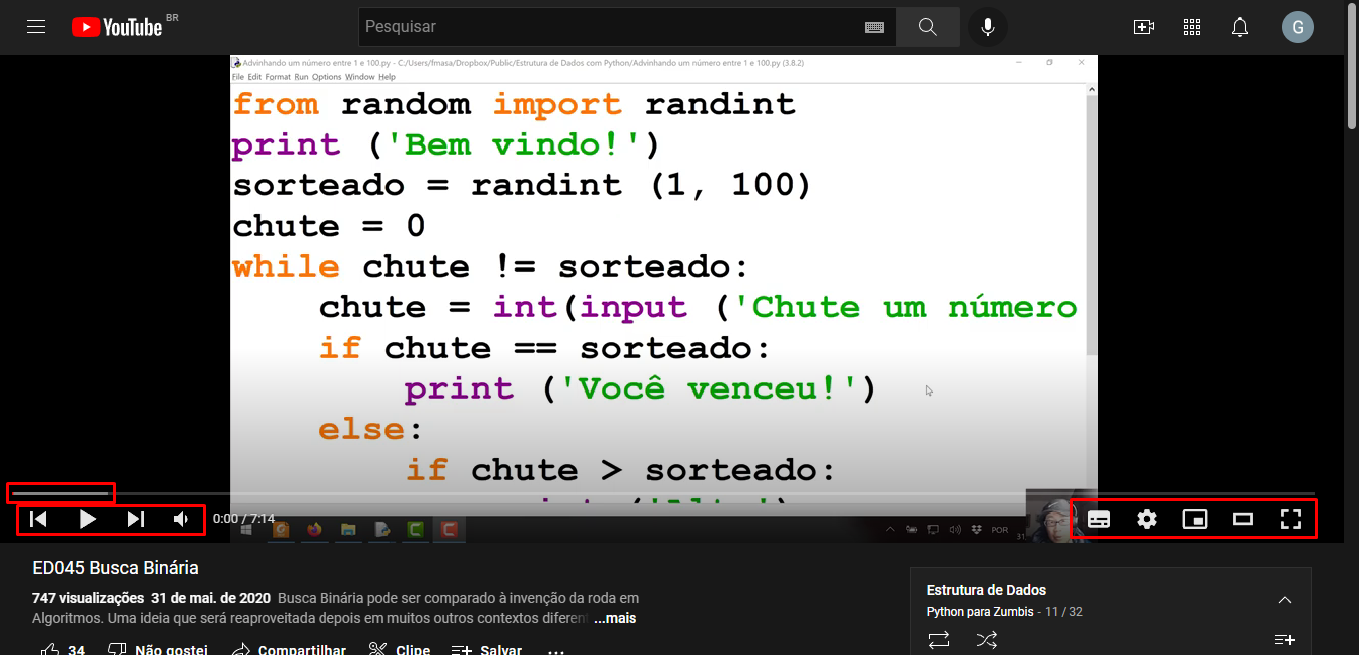 YouTube BR
Pesquisar
G
Advinhando um número entre 1 e 100.py - C:/Users/fmasa/Dropbox/Public/Estrutura de Dados com Python/Advinhando um número entre 1 e 100.py (3.8.2)
File Edit Format Run Options Window Help
from random import randint
print ('Bem vindo!')
sorteado = randint (1, 100)
chute = 0
while chute != sorteado:
chute = int(input ('Chute um número
if chute == sorteado:
print ('Você venceu!')
else:
if chute > sorteado:
0:00 / 7:14
POR
31
ED045 Busca Binária
747 visualizações 31 de mai. de 2020 Busca Binária pode ser comparado à invenção da roda em
Algoritmos. Uma ideia que será reaproveitada depois em muitos outros contextos diferent ...mais
34 Não gostei Compartilhar Clipe Salvar ...
Estrutura de Dados
Python para Zumbis - 11 / 32